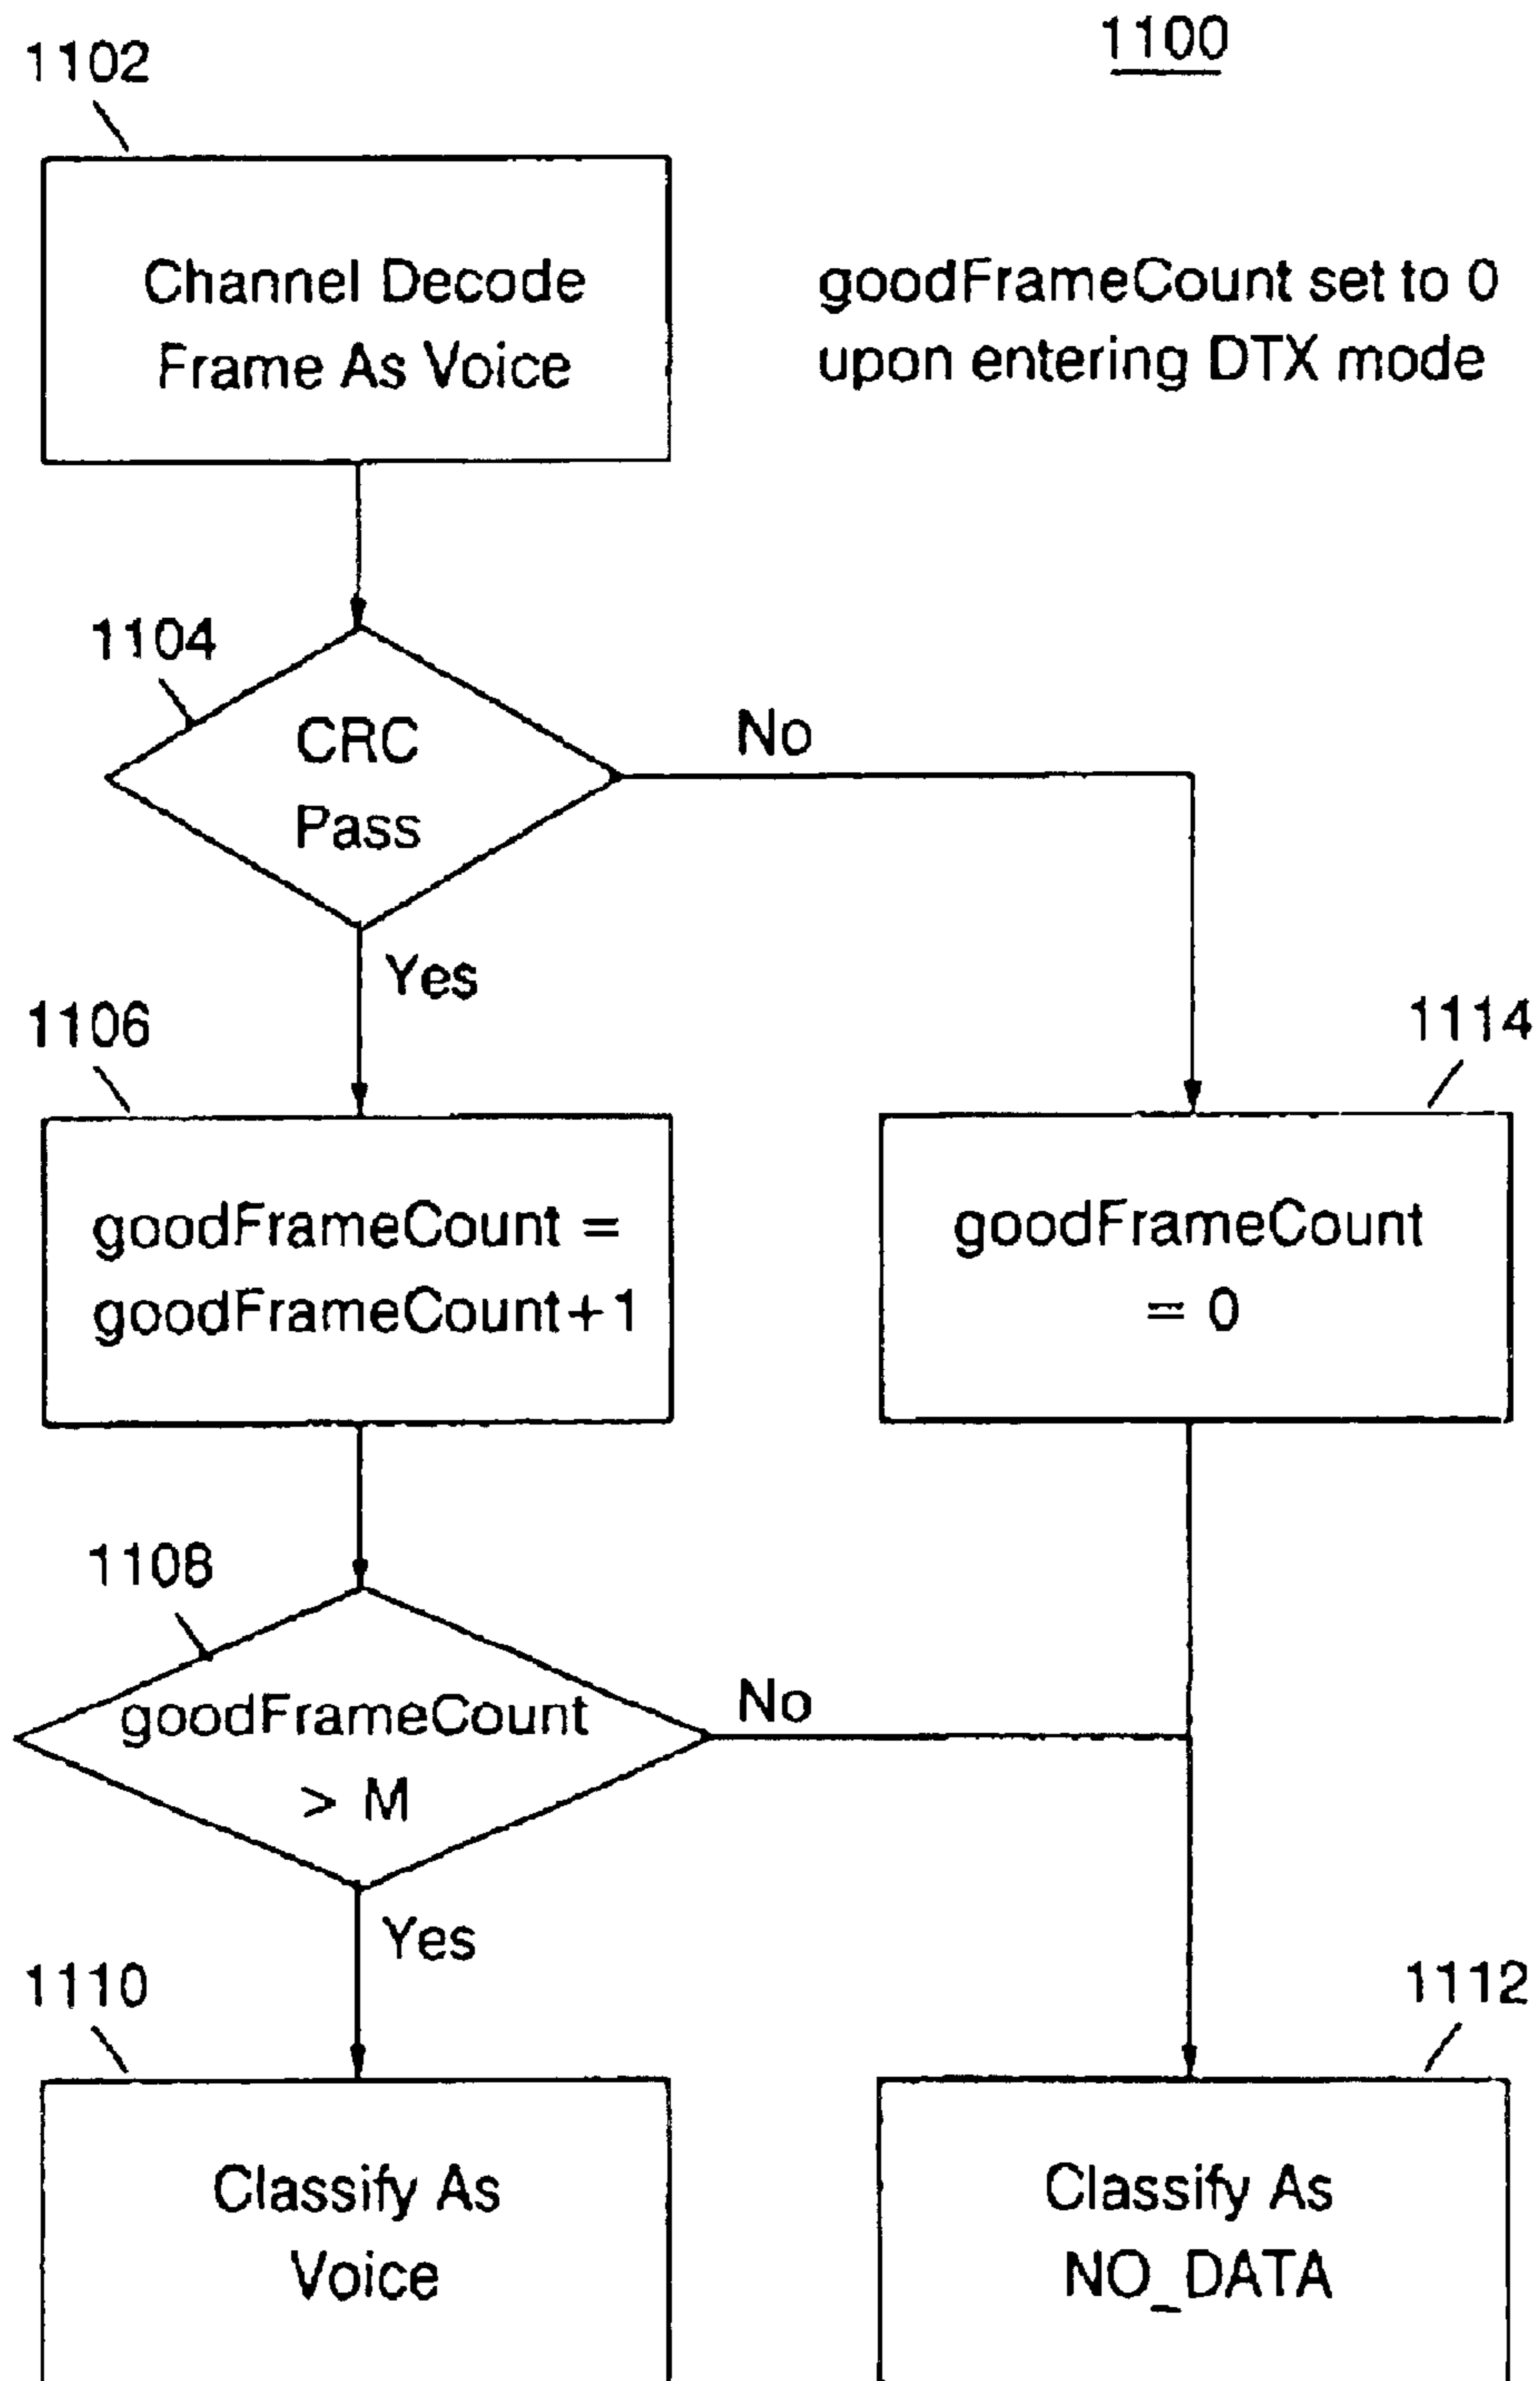 1100
1102
Channel Decode
Frame As Voice
goodFrameCount set to 0
upon entering DTX mode
1104
CRC
Pass
No
Yes
1106
goodFrameCount =
goodFrameCount+1
1114
goodFrameCount
= 0
1108
goodFrameCount
> M
No
Yes
1110
Classify As
Voice
1112
Classify As
NO_DATA